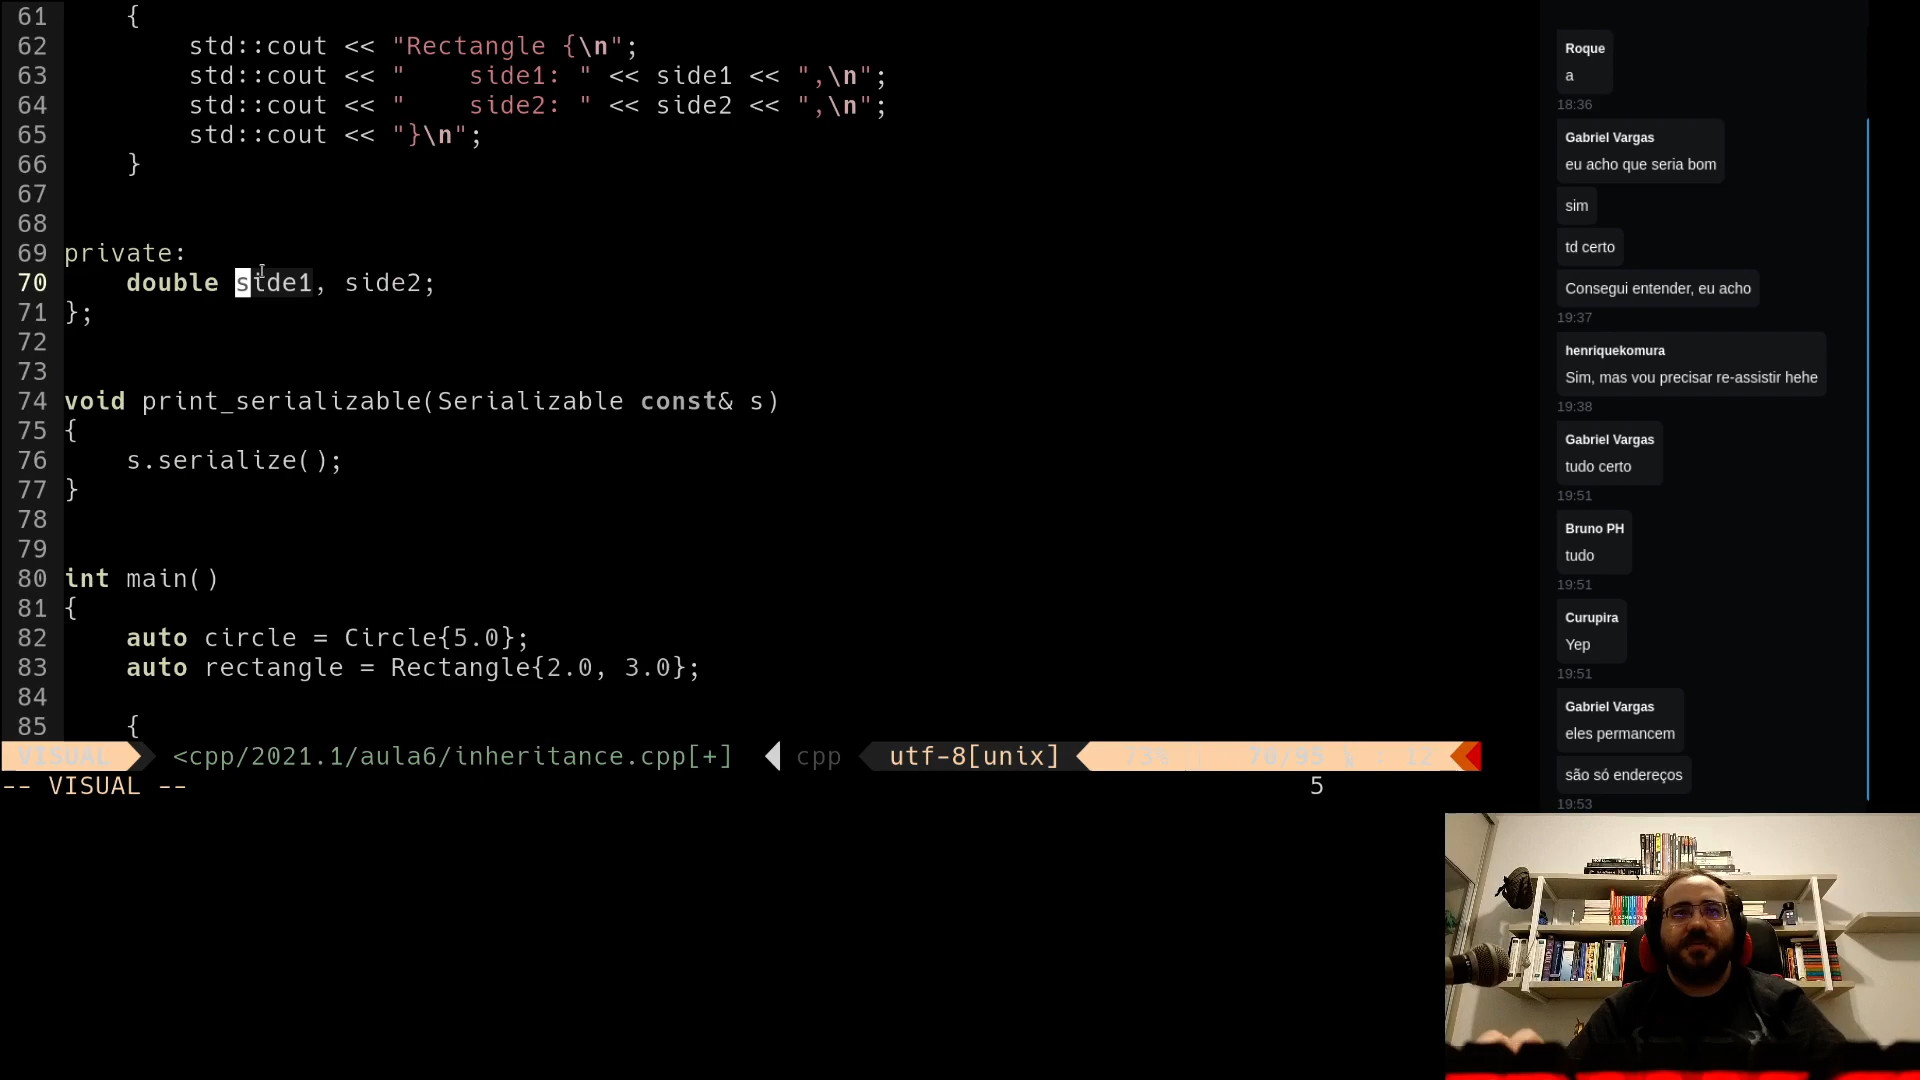 61     {
62         std::cout << "Rectangle {\n";
63         std::cout << "    side1: " << side1 << ",\n";
64         std::cout << "    side2: " << side2 << ",\n";
65         std::cout << "}\n";
66     }
67
68
69 private:
70     double side1, side2;
71 };
72
73
74 void print_serializable(Serializable const& s)
75 {
76     s.serialize();
77 }
78
79
80 int main()
81 {
82     auto circle = Circle{5.0};
83     auto rectangle = Rectangle{2.0, 3.0};
84
85     {
VISUAL <cpp/2021.1/aula6/inheritance.cpp[+] cpp utf-8[unix] 73% 70/95 : 12
-- VISUAL -- 5
Roque
a
18:36
Gabriel Vargas
eu acho que seria bom
sim
td certo
Consegui entender, eu acho
19:37
henriquekomura
Sim, mas vou precisar re-assistir hehe
19:38
Gabriel Vargas
tudo certo
19:51
Bruno PH
tudo
19:51
Curupira
Yep
19:51
Gabriel Vargas
eles permancem
são só endereços
19:53